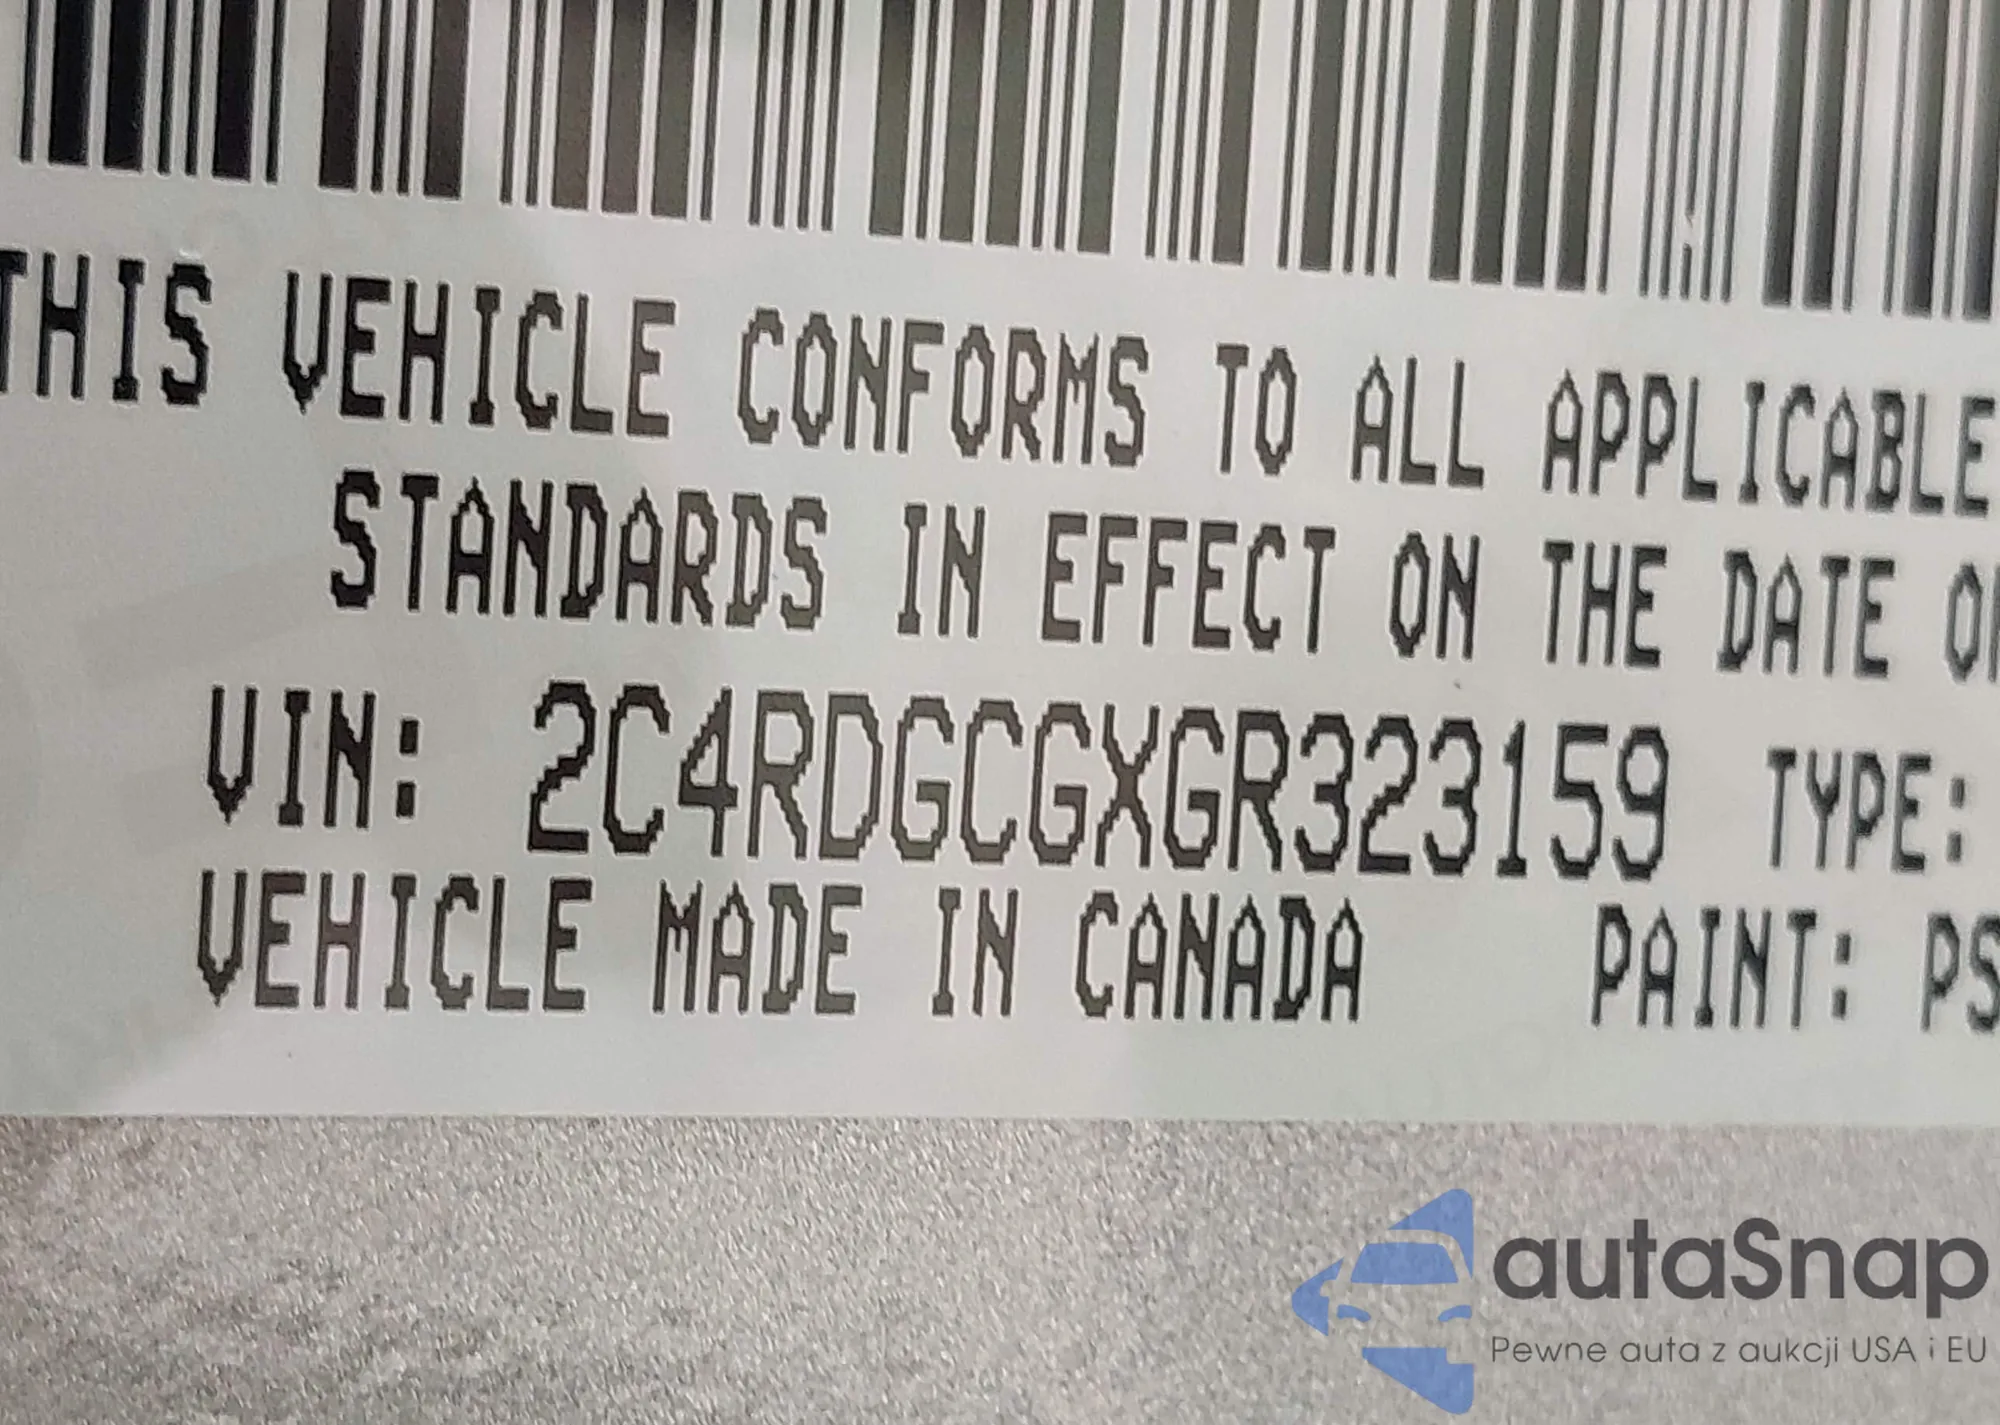 THIS VEHICLE CONFORMS TO ALL APPLICABLE
STANDARDS IN EFFECT ON THE DATE
VIN: 2C4RDGCGXGR323159 TYPE:
VEHICLE MADE IN CANADA PAINT: PS
autaSnap
Pewne auta z aukcji USA i EU